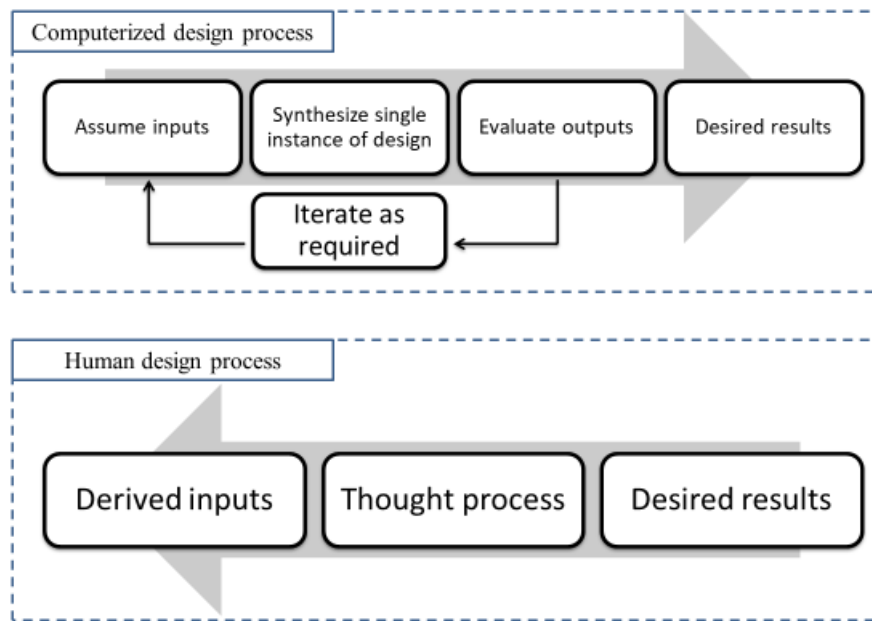 Computerized design process
Assume inputs
Synthesize single
instance of design
Evaluate outputs
Desired results
Iterate as
required
Human design process
Derived inputs
Thought process
Desired results